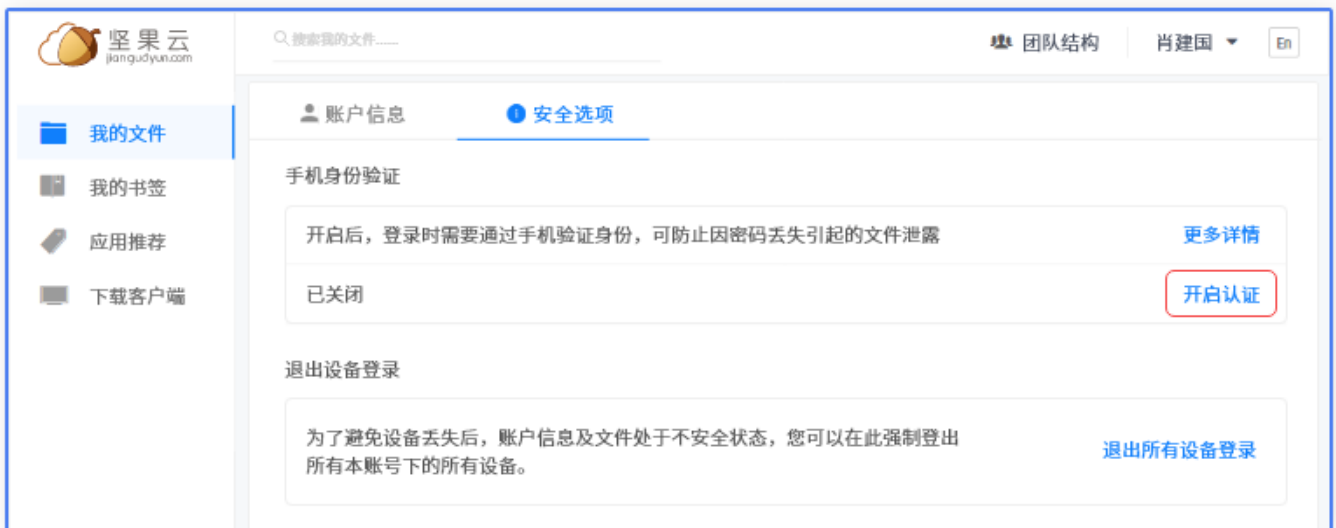 坚果云
jianguoyun.com
搜索我的文件......
团队结构
肖建国
En
我的文件
我的书签
应用推荐
下载客户端
账户信息
安全选项
手机身份验证
开启后，登录时需要通过手机验证身份，可防止因密码丢失引起的文件泄露
更多详情
已关闭
开启认证
退出设备登录
为了避免设备丢失后，账户信息及文件处于不安全状态，您可以在此强制登出
所有本账号下的所有设备。
退出所有设备登录